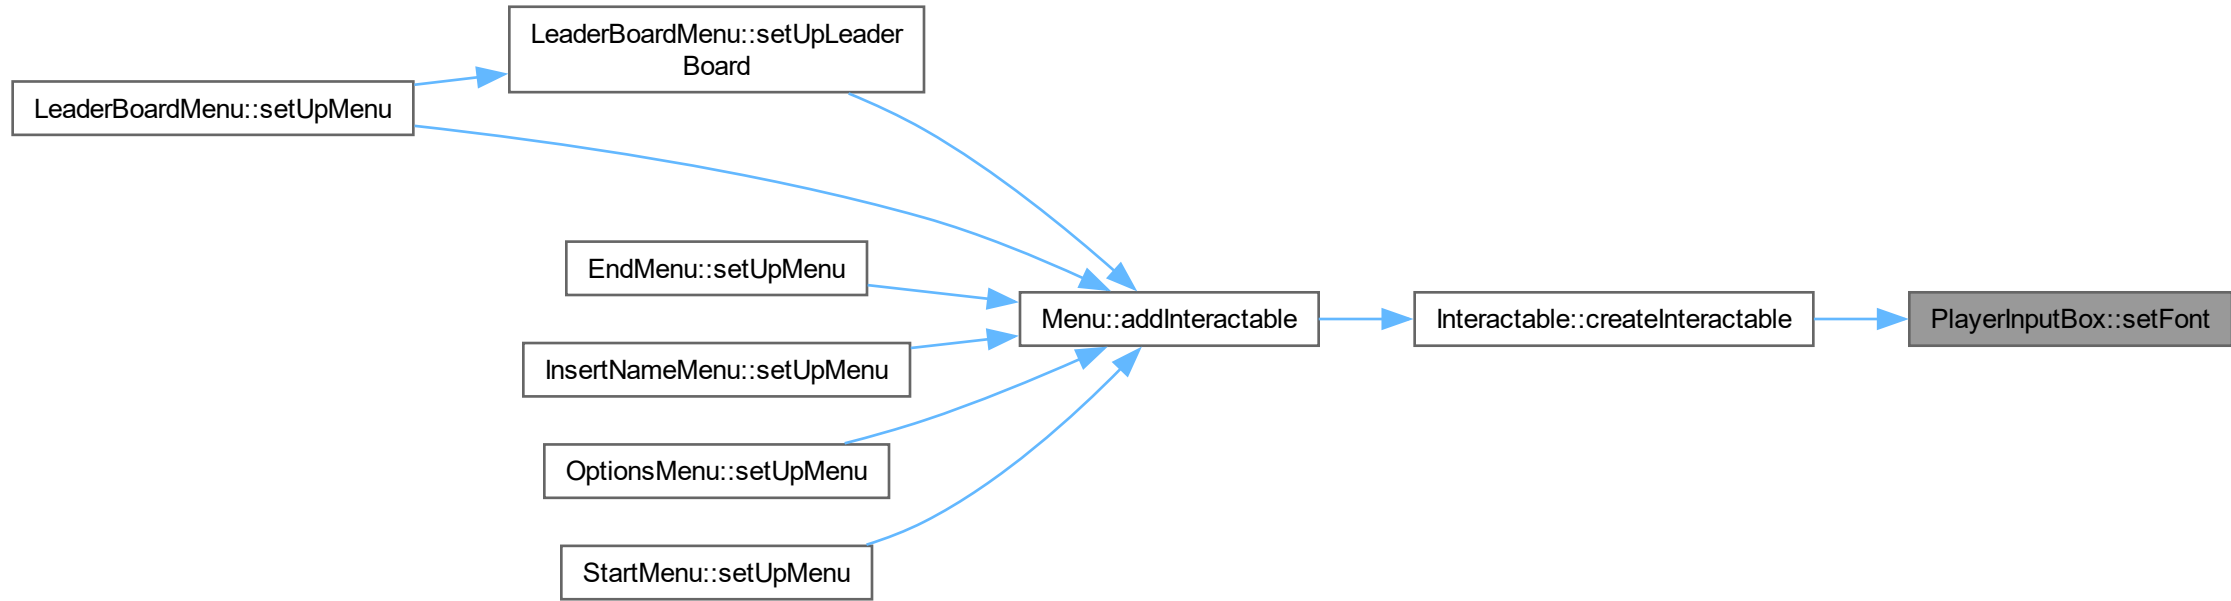 LeaderBoardMenu::setUpLeader
Board
LeaderBoardMenu::setUpMenu
EndMenu::setUpMenu
Menu::addInteractable
Interactable::createInteractable
PlayerInputBox::setFont
InsertNameMenu::setUpMenu
OptionsMenu::setUpMenu
StartMenu::setUpMenu